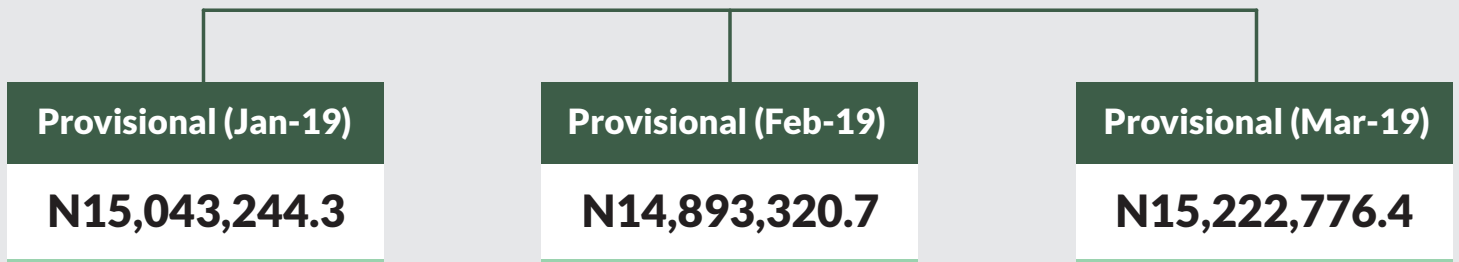 Provisional (Jan-19)
Provisional (Feb-19)
Provisional (Mar-19)
N15,043,244.3
N14,893,320.7
N15,222,776.4